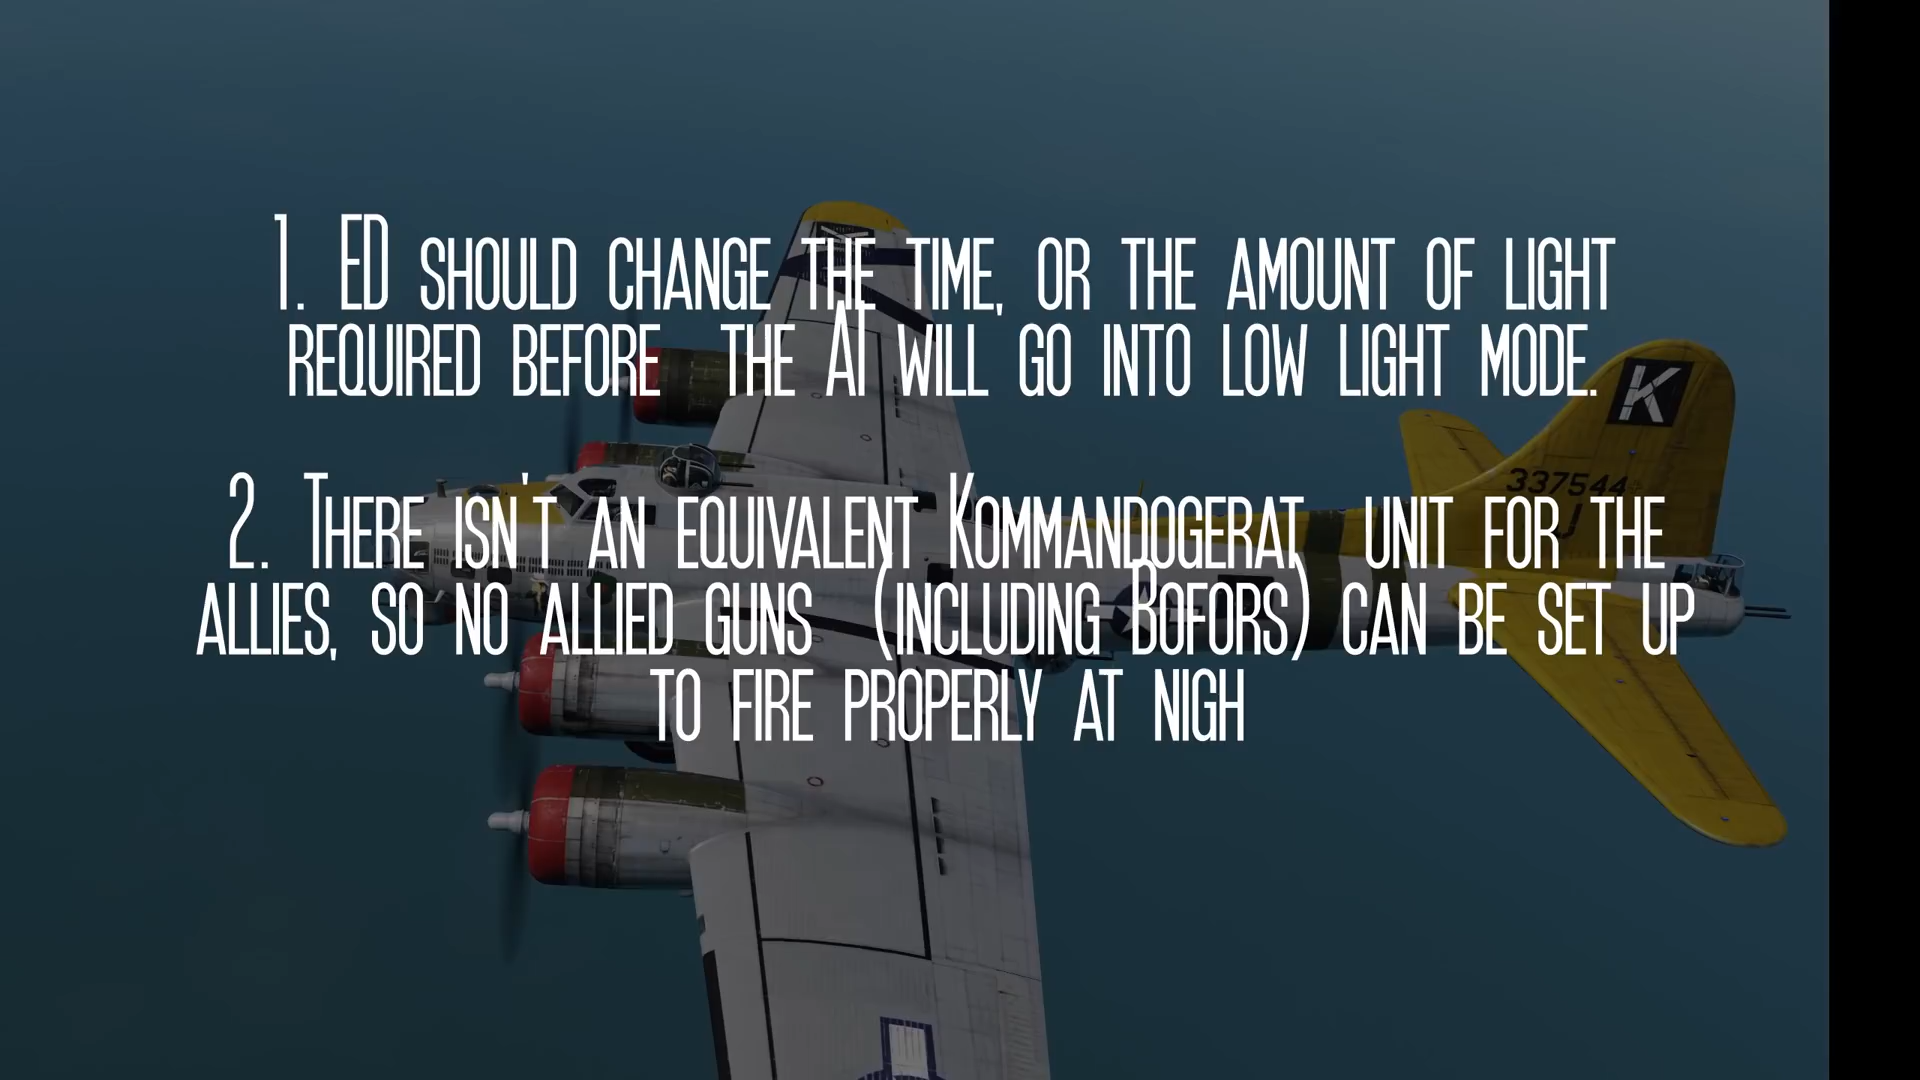 1. ED should change the time, or the amount of light
required before the AI will go into low light mode.
2. There isn't an equivalent Kommandogerat unit for the
allies, so no allied guns (including Bofors) can be set up
to fire properly at nigh
K
337544
J